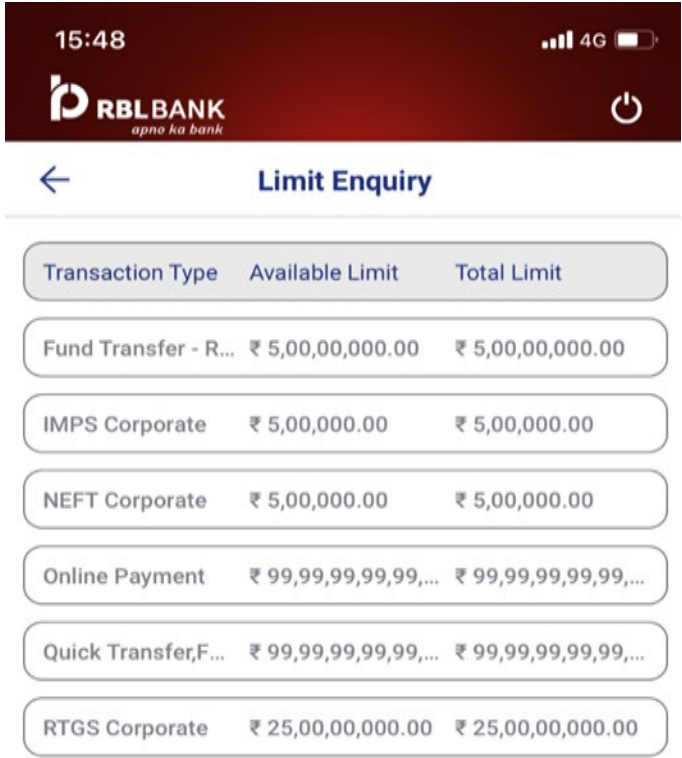 15:48 4G
RBLBANK
apno ka bank
Limit Enquiry
Transaction Type Available Limit Total Limit
Fund Transfer - R... ₹ 5,00,00,000.00 ₹ 5,00,00,000.00
IMPS Corporate ₹ 5,00,000.00 ₹ 5,00,000.00
NEFT Corporate ₹ 5,00,000.00 ₹ 5,00,000.00
Online Payment ₹ 99,99,99,99,99,... ₹ 99,99,99,99,99,...
Quick Transfer,F... ₹ 99,99,99,99,99,... ₹ 99,99,99,99,99,...
RTGS Corporate ₹ 25,00,00,000.00 ₹ 25,00,00,000.00